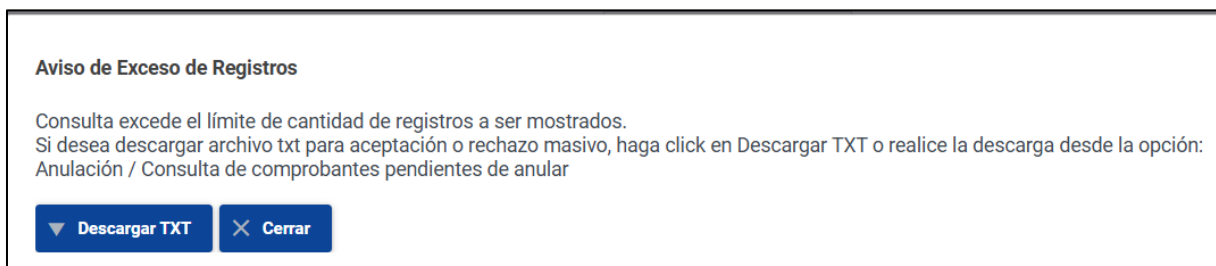 Aviso de Exceso de Registros
Consulta excede el límite de cantidad de registros a ser mostrados.
Si desea descargar archivo txt para aceptación o rechazo masivo, haga click en Descargar TXT o realice la descarga desde la opción:
Anulación / Consulta de comprobantes pendientes de anular
Descargar TXT Cerrar